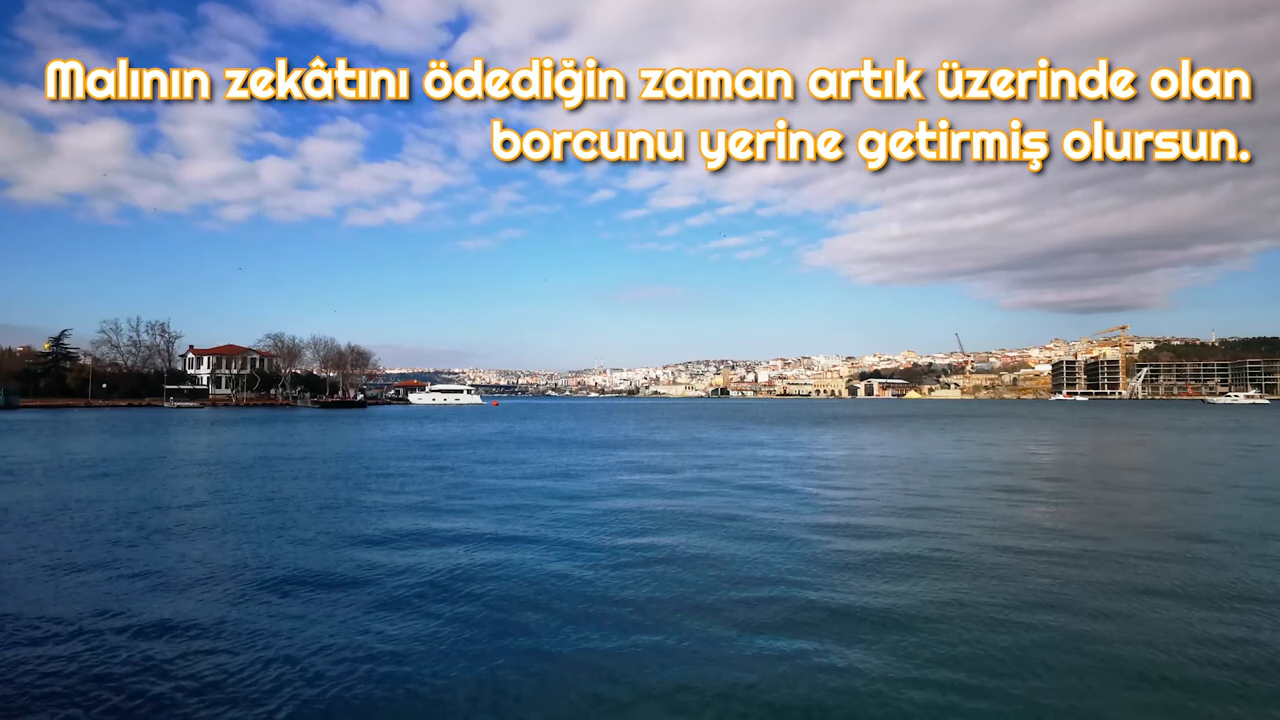 Malının zekâtını ödediğin zaman artık üzerinde olan
borcunu yerine getirmiş olursun.